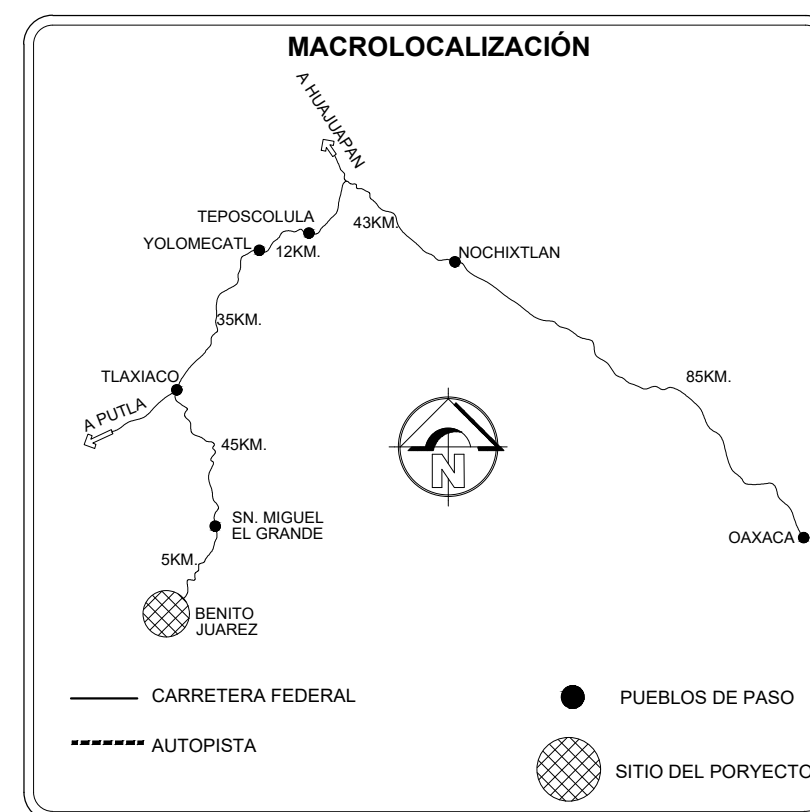 MACROLOCALIZACIÓN
A HUAJUAPAN
TEPOSCOLULA
43KM.
YOLOMECATL
12KM.
NOCHIXTLAN
35KM.
TLAXIACO
85KM.
A PUTLA
45KM.
N
SN. MIGUEL
EL GRANDE
OAXACA
5KM.
BENITO
JUAREZ
CARRETERA FEDERAL
PUEBLOS DE PASO
AUTOPISTA
SITIO DEL PORYECTO